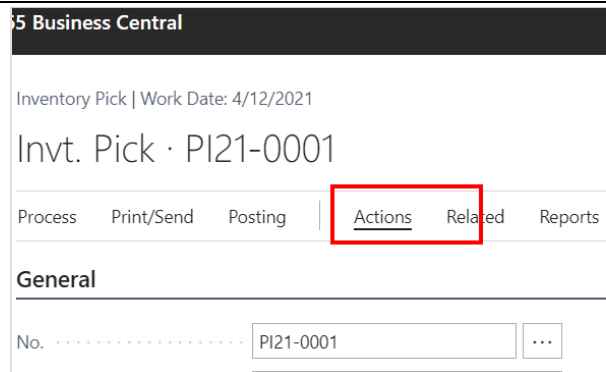 65 Business Central
Inventory Pick | Work Date: 4/12/2021
Invt. Pick · PI21-0001
Process Print/Send Posting Actions Related Reports
General
No. PI21-0001 ...